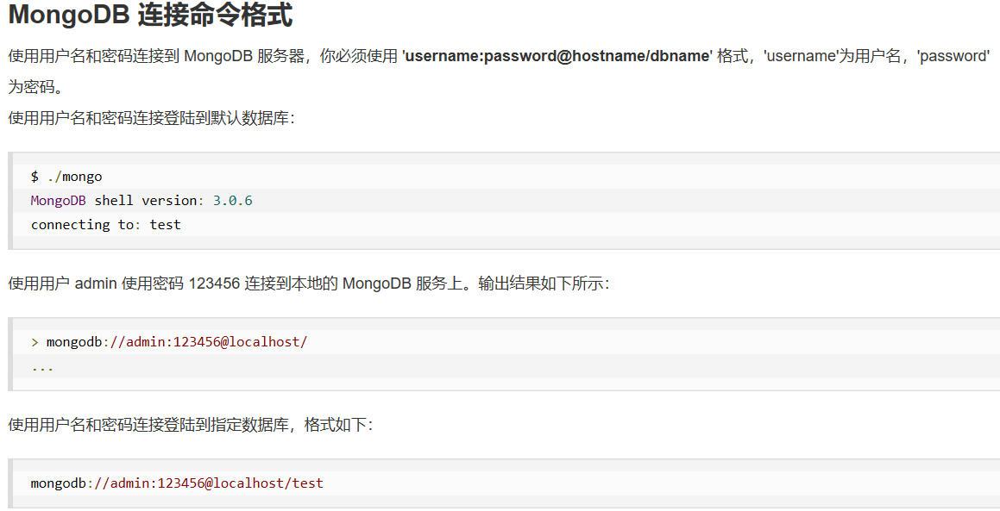 MongoDB 连接命令格式
使用用户名和密码连接到 MongoDB 服务器，你必须使用 'username:password@hostname/dbname' 格式，'username'为用户名，'password'
为密码。
使用用户名和密码连接登陆到默认数据库：
$ ./mongo
MongoDB shell version: 3.0.6
connecting to: test
使用用户 admin 使用密码 123456 连接到本地的 MongoDB 服务上。输出结果如下所示：
> mongodb://admin:123456@localhost/
...
使用用户名和密码连接登陆到指定数据库，格式如下：
mongodb://admin:123456@localhost/test